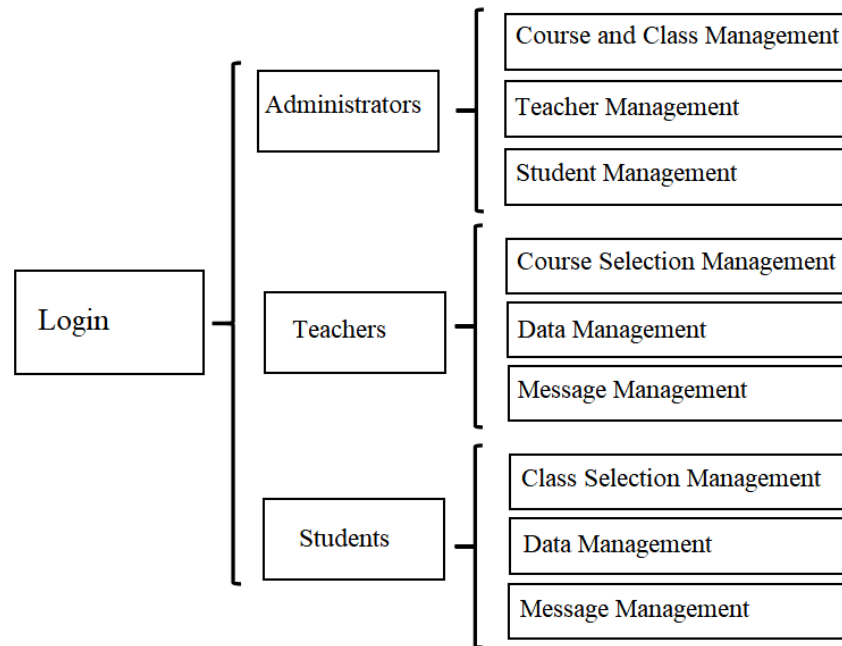 Login
Administrators
Course and Class Management
Teacher Management
Student Management
Teachers
Course Selection Management
Data Management
Message Management
Students
Class Selection Management
Data Management
Message Management